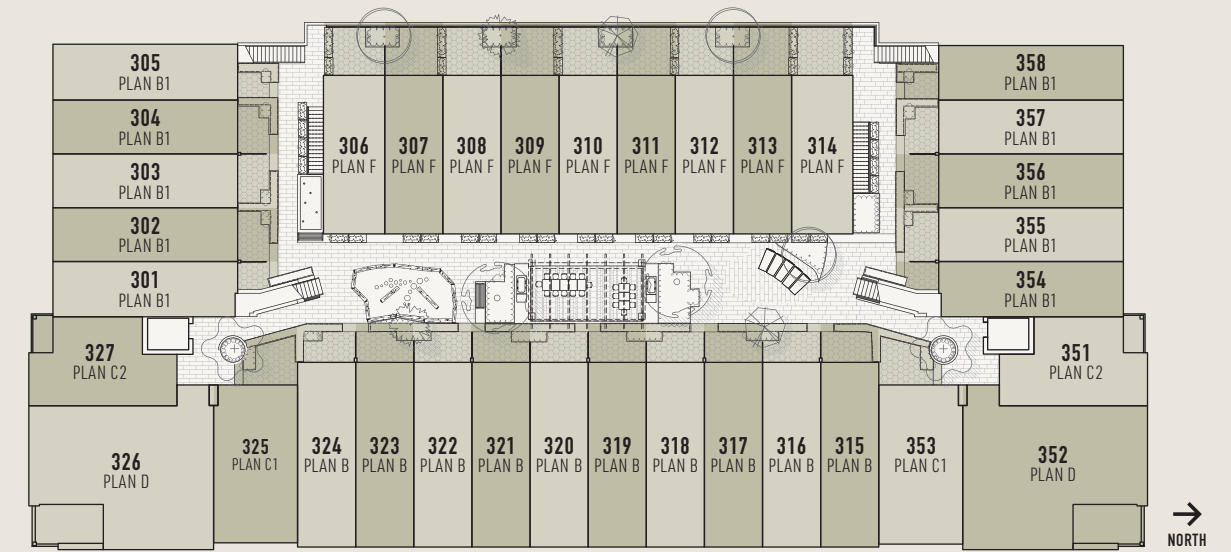 305
PLAN B1
304
PLAN B1
303
PLAN B1
302
PLAN B1
301
PLAN B1
306
PLAN F
307
PLAN F
308
PLAN F
309
PLAN F
310
PLAN F
311
PLAN F
312
PLAN F
313
PLAN F
314
PLAN F
358
PLAN B1
357
PLAN B1
356
PLAN B1
355
PLAN B1
354
PLAN B1
327
PLAN C2
351
PLAN C2
326
PLAN D
325
PLAN C1
324
PLAN B
323
PLAN B
322
PLAN B
321
PLAN B
320
PLAN B
319
PLAN B
318
PLAN B
317
PLAN B
316
PLAN B
315
PLAN B
353
PLAN C1
352
PLAN D
NORTH